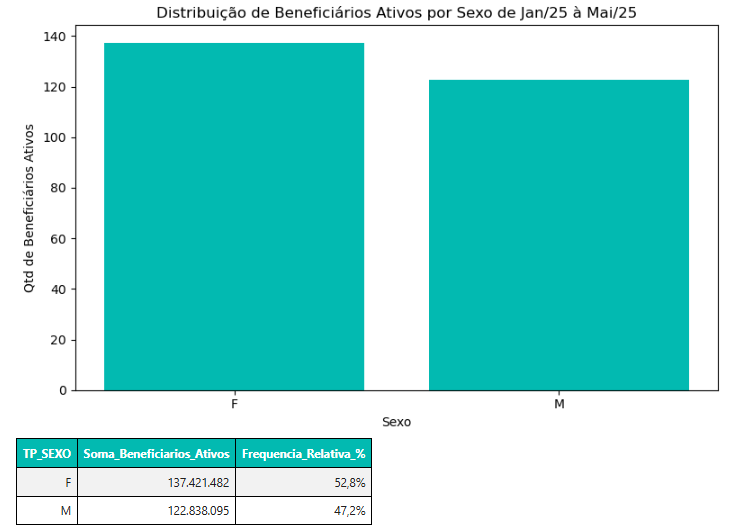 Distribuição de Beneficiários Ativos por Sexo de Jan/25 à Mai/25
140
120
100
80
60
40
20
0
Qtd de Beneficiários Ativos
F M
Sexo
TP_SEXO Soma_Beneficiarios_Ativos Frequencia_Relativa_%
F 137.421.482 52,8%
M 122.838.095 47,2%